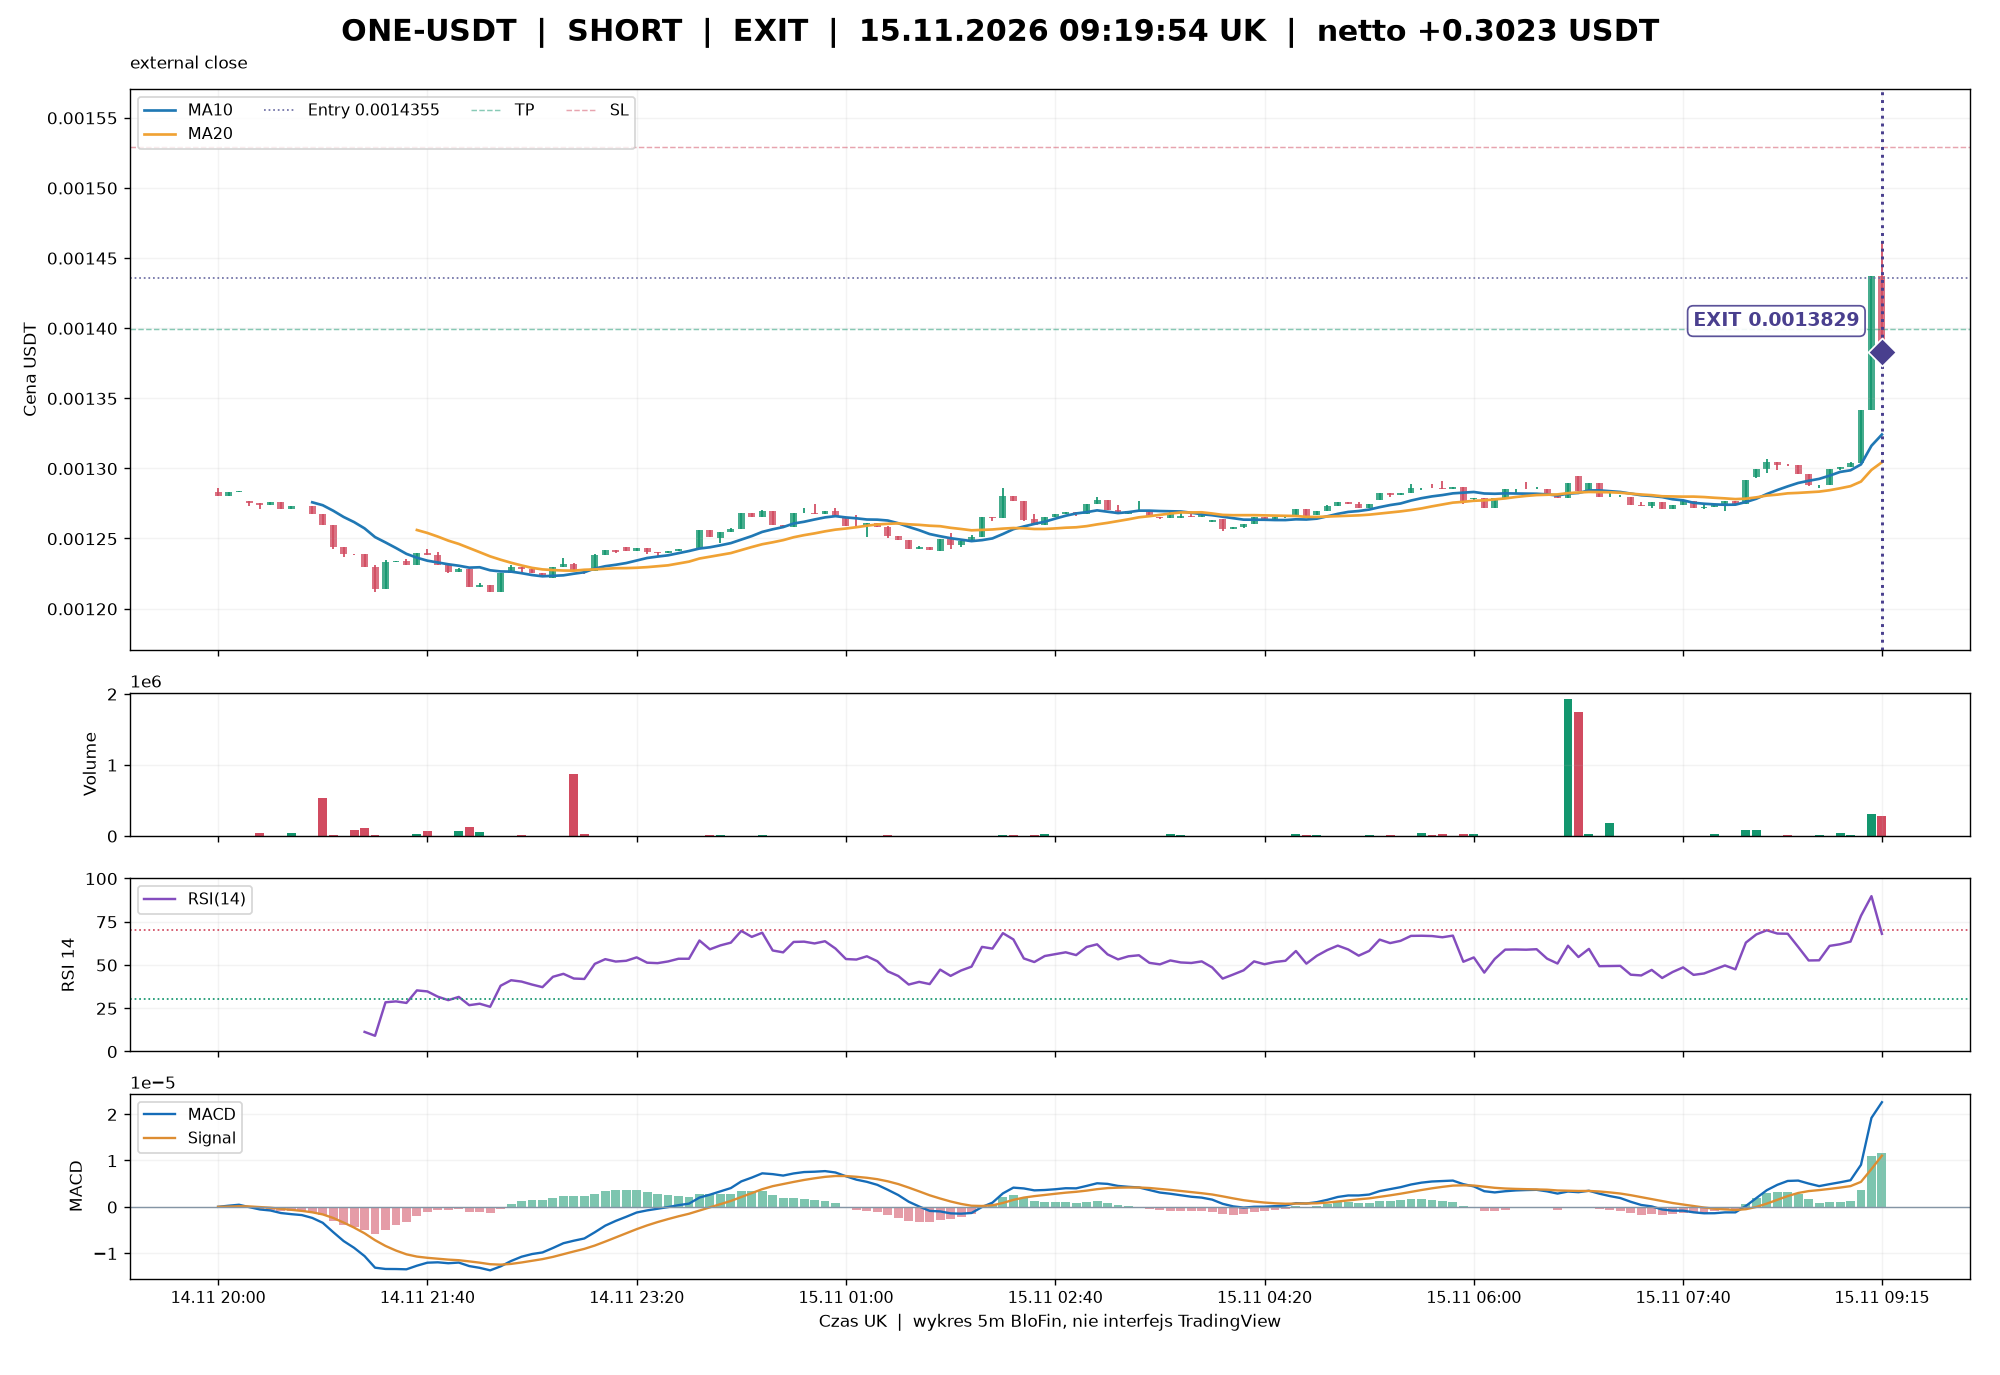 ONE-USDT | SHORT | EXIT | 15.11.2026 09:19:54 UK | netto +0.3023 USDT
external close
MA10
MA20
Entry 0.0014355
TP
SL
0.00155
0.00150
0.00145
0.00140
0.00135
0.00130
0.00125
0.00120
Cena USDT
EXIT 0.0013829
1e6
2
1
0
Volume
100
75
50
25
0
RSI 14
RSI(14)
1e−5
2
1
0
−1
MACD
MACD
Signal
14.11 20:00
14.11 21:40
14.11 23:20
15.11 01:00
15.11 02:40
15.11 04:20
15.11 06:00
15.11 07:40
15.11 09:15
Czas UK | wykres 5m BloFin, nie interfejs TradingView